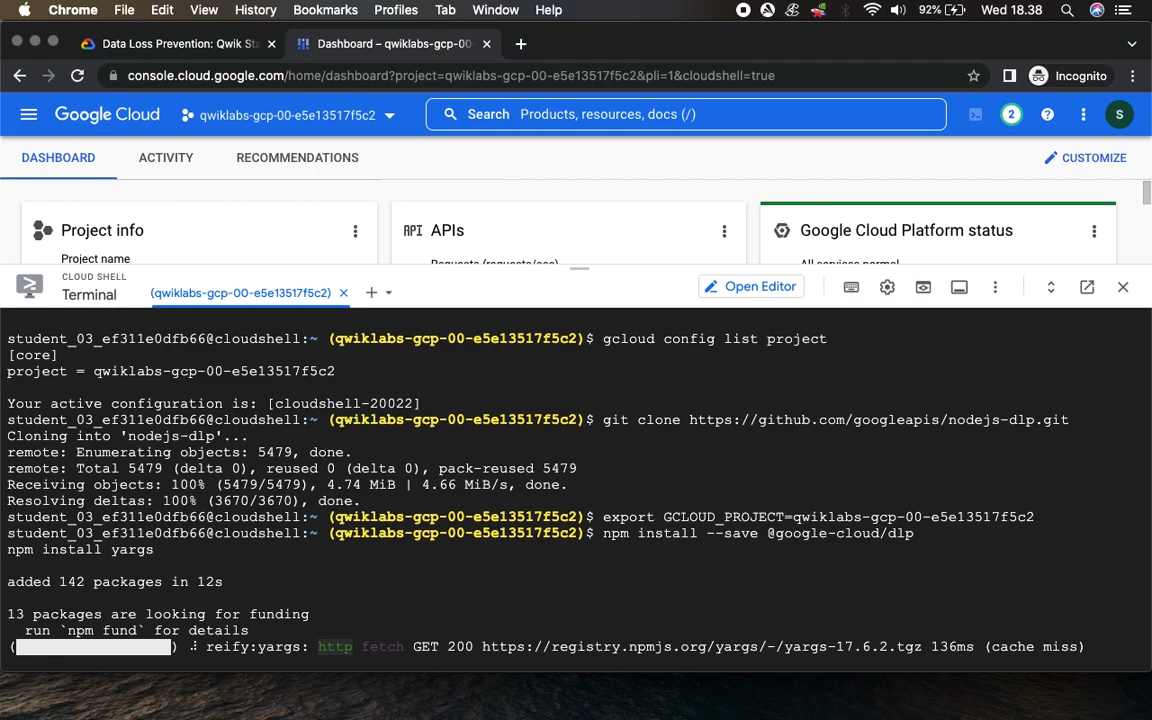 Chrome File Edit View History Bookmarks Profiles Tab Window Help 92% Wed 18.38
Data Loss Prevention: Qwik Sta
Dashboard – qwiklabs-gcp-00-
console.cloud.google.com/home/dashboard?project=qwiklabs-gcp-00-e5e13517f5c2&pli=1&cloudshell=true
Incognito
Google Cloud
qwiklabs-gcp-00-e5e13517f5c2
Search Products, resources, docs (/)
2
S
DASHBOARD ACTIVITY RECOMMENDATIONS
CUSTOMIZE
Project info
Project name
API APIs
Requests (requests/sec)
Google Cloud Platform status
All services normal
CLOUD SHELL
Terminal
(qwiklabs-gcp-00-e5e13517f5c2)
Open Editor
student_03_ef311e0dfb66@cloudshell:~ (qwiklabs-gcp-00-e5e13517f5c2)$ gcloud config list project
[core]
project = qwiklabs-gcp-00-e5e13517f5c2
Your active configuration is: [cloudshell-20022]
student_03_ef311e0dfb66@cloudshell:~ (qwiklabs-gcp-00-e5e13517f5c2)$ git clone https://github.com/googleapis/nodejs-dlp.git
Cloning into 'nodejs-dlp'...
remote: Enumerating objects: 5479, done.
remote: Total 5479 (delta 0), reused 0 (delta 0), pack-reused 5479
Receiving objects: 100% (5479/5479), 4.74 MiB | 4.66 MiB/s, done.
Resolving deltas: 100% (3670/3670), done.
student_03_ef311e0dfb66@cloudshell:~ (qwiklabs-gcp-00-e5e13517f5c2)$ export GCLOUD_PROJECT=qwiklabs-gcp-00-e5e13517f5c2
student_03_ef311e0dfb66@cloudshell:~ (qwiklabs-gcp-00-e5e13517f5c2)$ npm install --save @google-cloud/dlp
npm install yargs
added 142 packages in 12s
13 packages are looking for funding
run `npm fund` for details
( ) ⠼ reify:yargs: http fetch GET 200 https://registry.npmjs.org/yargs/-/yargs-17.6.2.tgz 136ms (cache miss)